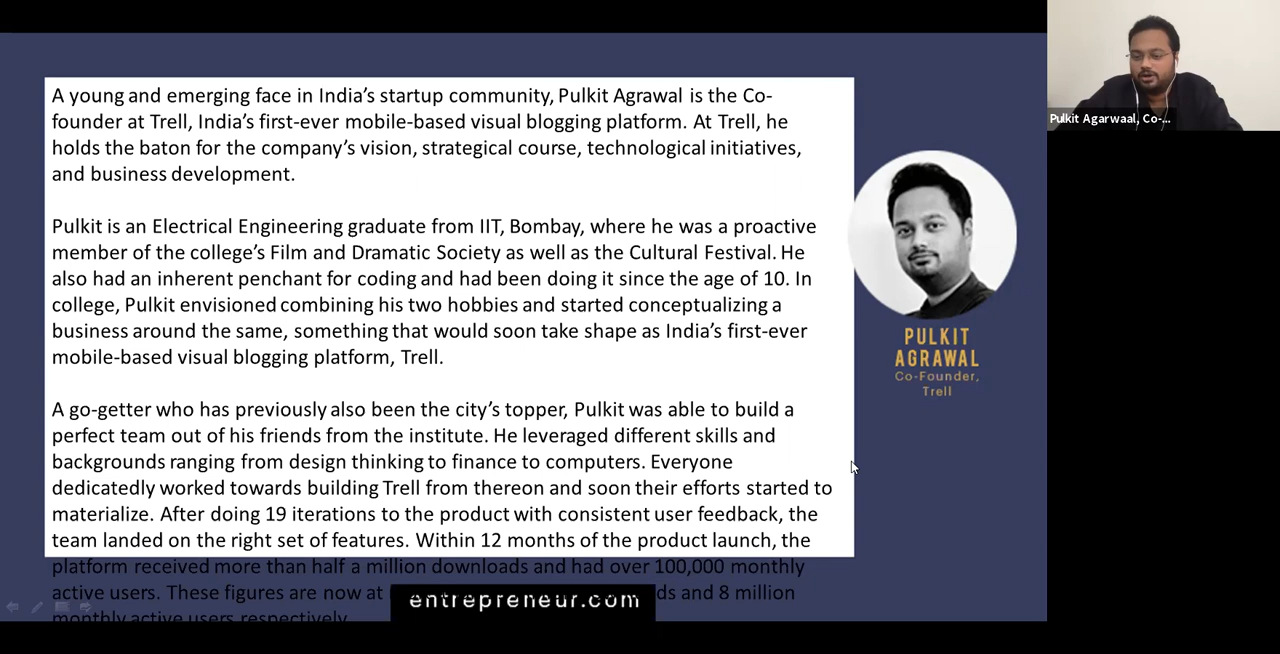 A young and emerging face in India's startup community, Pulkit Agrawal is the Co-
founder at Trell, India's first-ever mobile-based visual blogging platform. At Trell, he
holds the baton for the company's vision, strategical course, technological initiatives,
and business development.
Pulkit is an Electrical Engineering graduate from IIT, Bombay, where he was a proactive
member of the college's Film and Dramatic Society as well as the Cultural Festival. He
also had an inherent penchant for coding and had been doing it since the age of 10. In
college, Pulkit envisioned combining his two hobbies and started conceptualizing a
business around the same, something that would soon take shape as India's first-ever
mobile-based visual blogging platform, Trell.
A go-getter who has previously also been the city's topper, Pulkit was able to build a
perfect team out of his friends from the institute. He leveraged different skills and
backgrounds ranging from design thinking to finance to computers. Everyone
dedicatedly worked towards building Trell from thereon and soon their efforts started to
materialize. After doing 19 iterations to the product with consistent user feedback, the
team landed on the right set of features. Within 12 months of the product launch, the
platform received more than half a million downloads and had over 100,000 monthly
active users. These figures are now at and 8 million
monthly active users respectively.
entrepreneur.com
PULKIT
AGRAWAL
Co-Founder,
Trell
Pulkit Agarwaal, Co-...